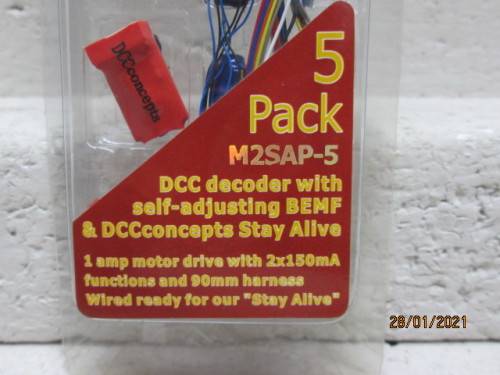 DCCconcepts
5
Pack
M2SAP-5
DCC decoder with
self-adjusting BEMF
& DCCconcepts Stay Alive
1 amp motor drive with 2x150mA
functions and 90mm harness
Wired ready for our "Stay Alive"
28/01/2021